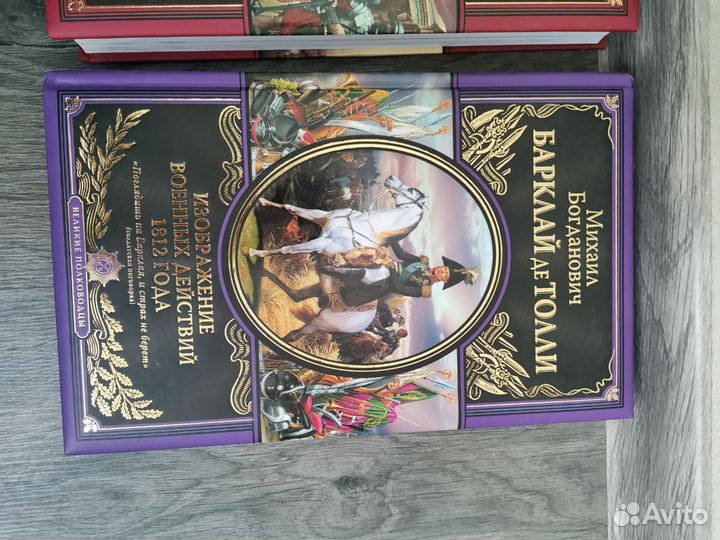 Михаил
Богданович
БАРКЛАЙ ДЕ ТОЛЛИ
ИЗОБРАЖЕНИЕ
ВОЕННЫХ ДЕЙСТВИЙ
1812 ГОДА
«Поглядишь на Барклая, и страх не берет»
(солдатская поговорка)
ВЕЛИКИЕ ПОЛКОВОДЦЫ
Avito